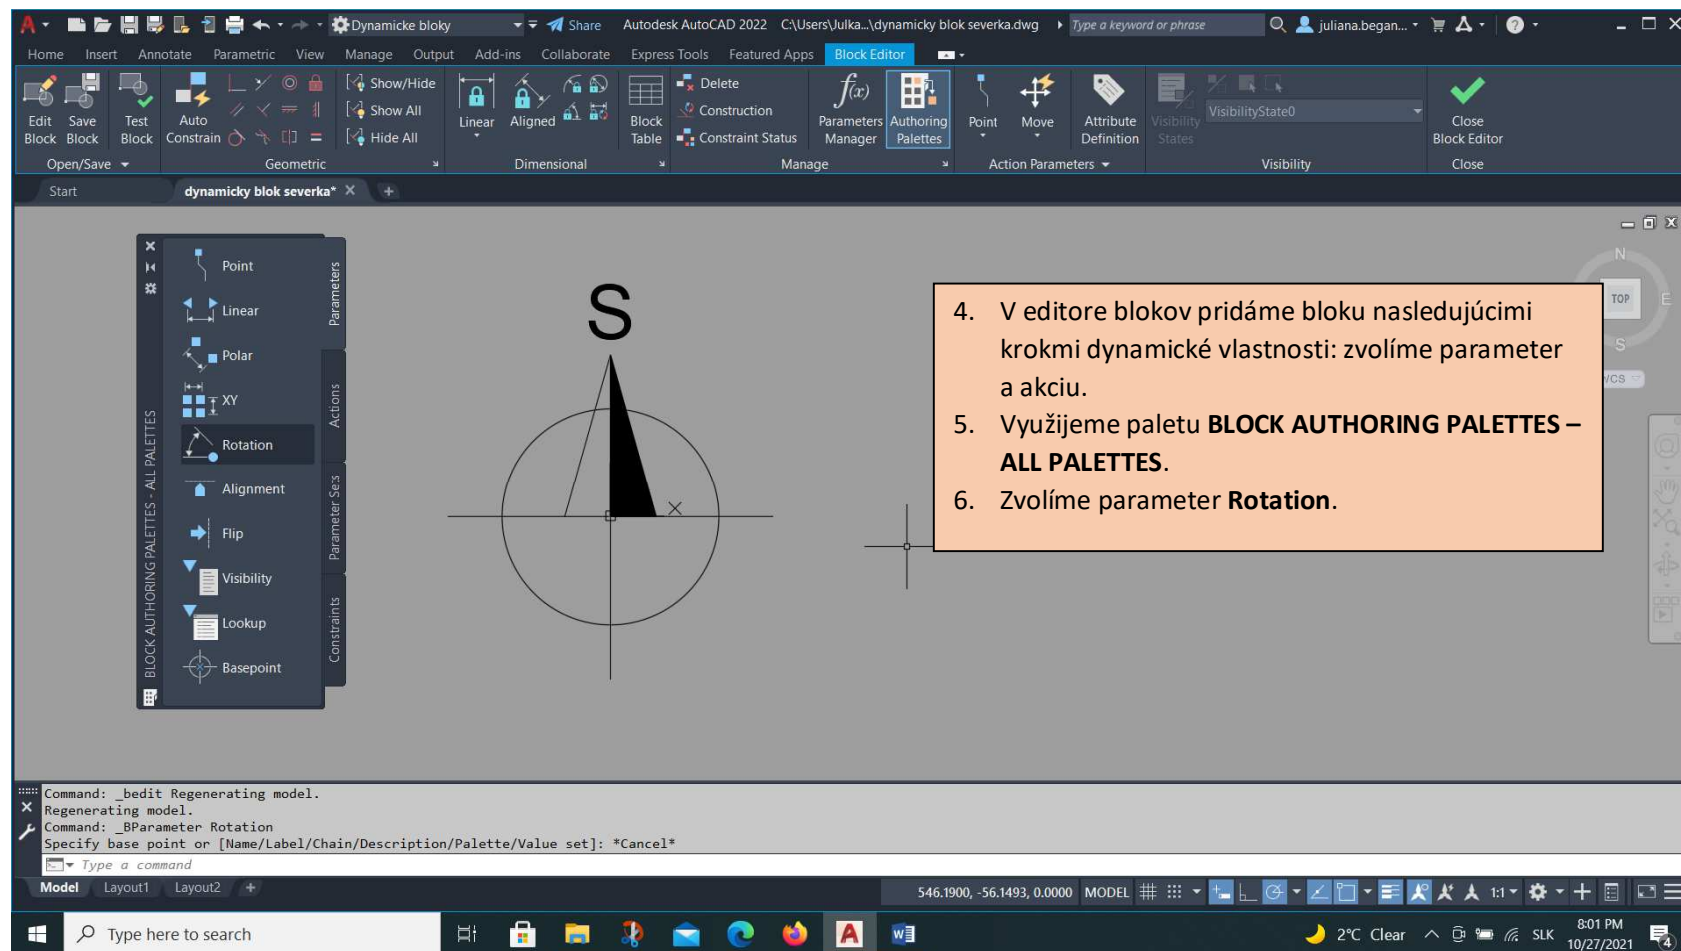 Dynamicke bloky Share Autodesk AutoCAD 2022 C:\Users\Julka...\dynamicky blok severka.dwg Type a keyword or phrase juliana.began...
Home Insert Annotate Parametric View Manage Output Add-ins Collaborate Express Tools Featured Apps Block Editor
Edit Block
Save Block
Test Block
Auto Constrain
Show/Hide
Show All
Hide All
Linear
Aligned
Block Table
Delete
Construction
Constraint Status
f(x)
Parameters Manager
Authoring Palettes
Point
Move
Attribute Definition
Visibility States
VisibilityState0
Close Block Editor
Open/Save Geometric Dimensional Manage Action Parameters Visibility Close
Start dynamicky blok severka* +
Point
Linear
Polar
XY
Rotation
Alignment
Flip
Visibility
Lookup
Basepoint
Parameters
Actions
Parameter Sets
Constraints
BLOCK AUTHORING PALETTES - ALL PALETTES
S
4. V editore blokov pridáme bloku nasledujúcimi
krokmi dynamické vlastnosti: zvolíme parameter
a akciu.
5. Využijeme paletu BLOCK AUTHORING PALETTES –
ALL PALETTES.
6. Zvolíme parameter Rotation.
N
TOP
E
S
Command: _bedit Regenerating model.
Regenerating model.
Command: _BParameter Rotation
Specify base point or [Name/Label/Chain/Description/Palette/Value set]: *Cancel*
Type a command
Model Layout1 Layout2 + 546.1900, -56.1493, 0.0000 MODEL 1:1
Type here to search 2°C Clear SLK 8:01 PM
10/27/2021
4